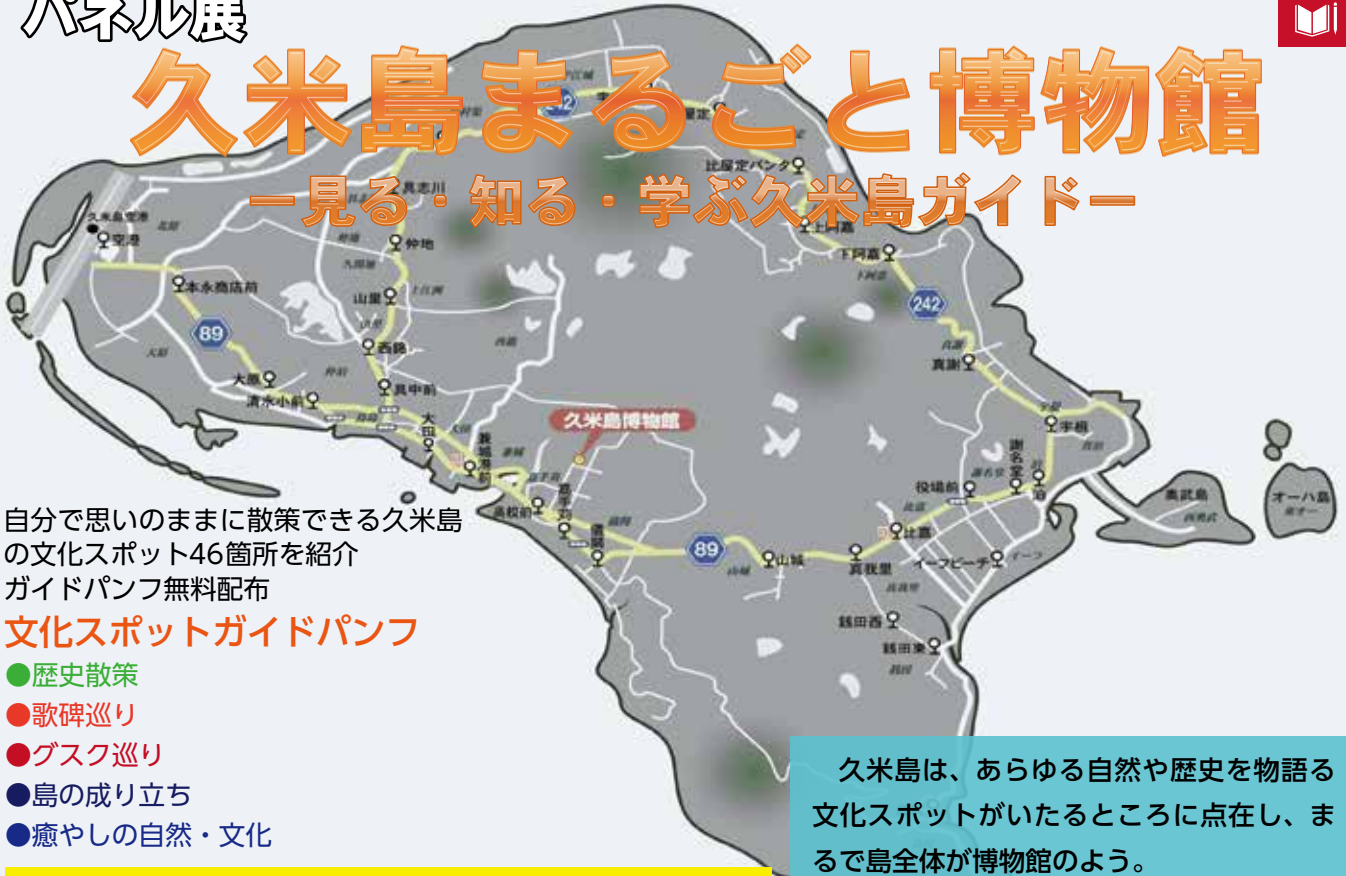 パネル展
久米島まるごと博物館
ー見る・知る・学ぶ久米島ガイドー
比屋定バンタ
具志川
久米島空港
空港
仲地
上阿嘉
下阿嘉
本永商店前
山里
242
89
西銘
真謝
大原
具中前
清水小前
久米島博物館
大田
宇根
兼城港前
謝名堂
泊
役場前
奥武島
オーハ島
高校前
嘉手苅
儀間
比嘉
89
山城
真我里
イーフビーチ
銭田西
銭田東
自分で思いのままに散策できる久米島
の文化スポット46箇所を紹介
ガイドパンフ無料配布
文化スポットガイドパンフ
●歴史散策
●歌碑巡り
●グスク巡り
●島の成り立ち
●癒やしの自然・文化
久米島は、あらゆる自然や歴史を物語る
文化スポットがいたるところに点在し、ま
るで島全体が博物館のよう。